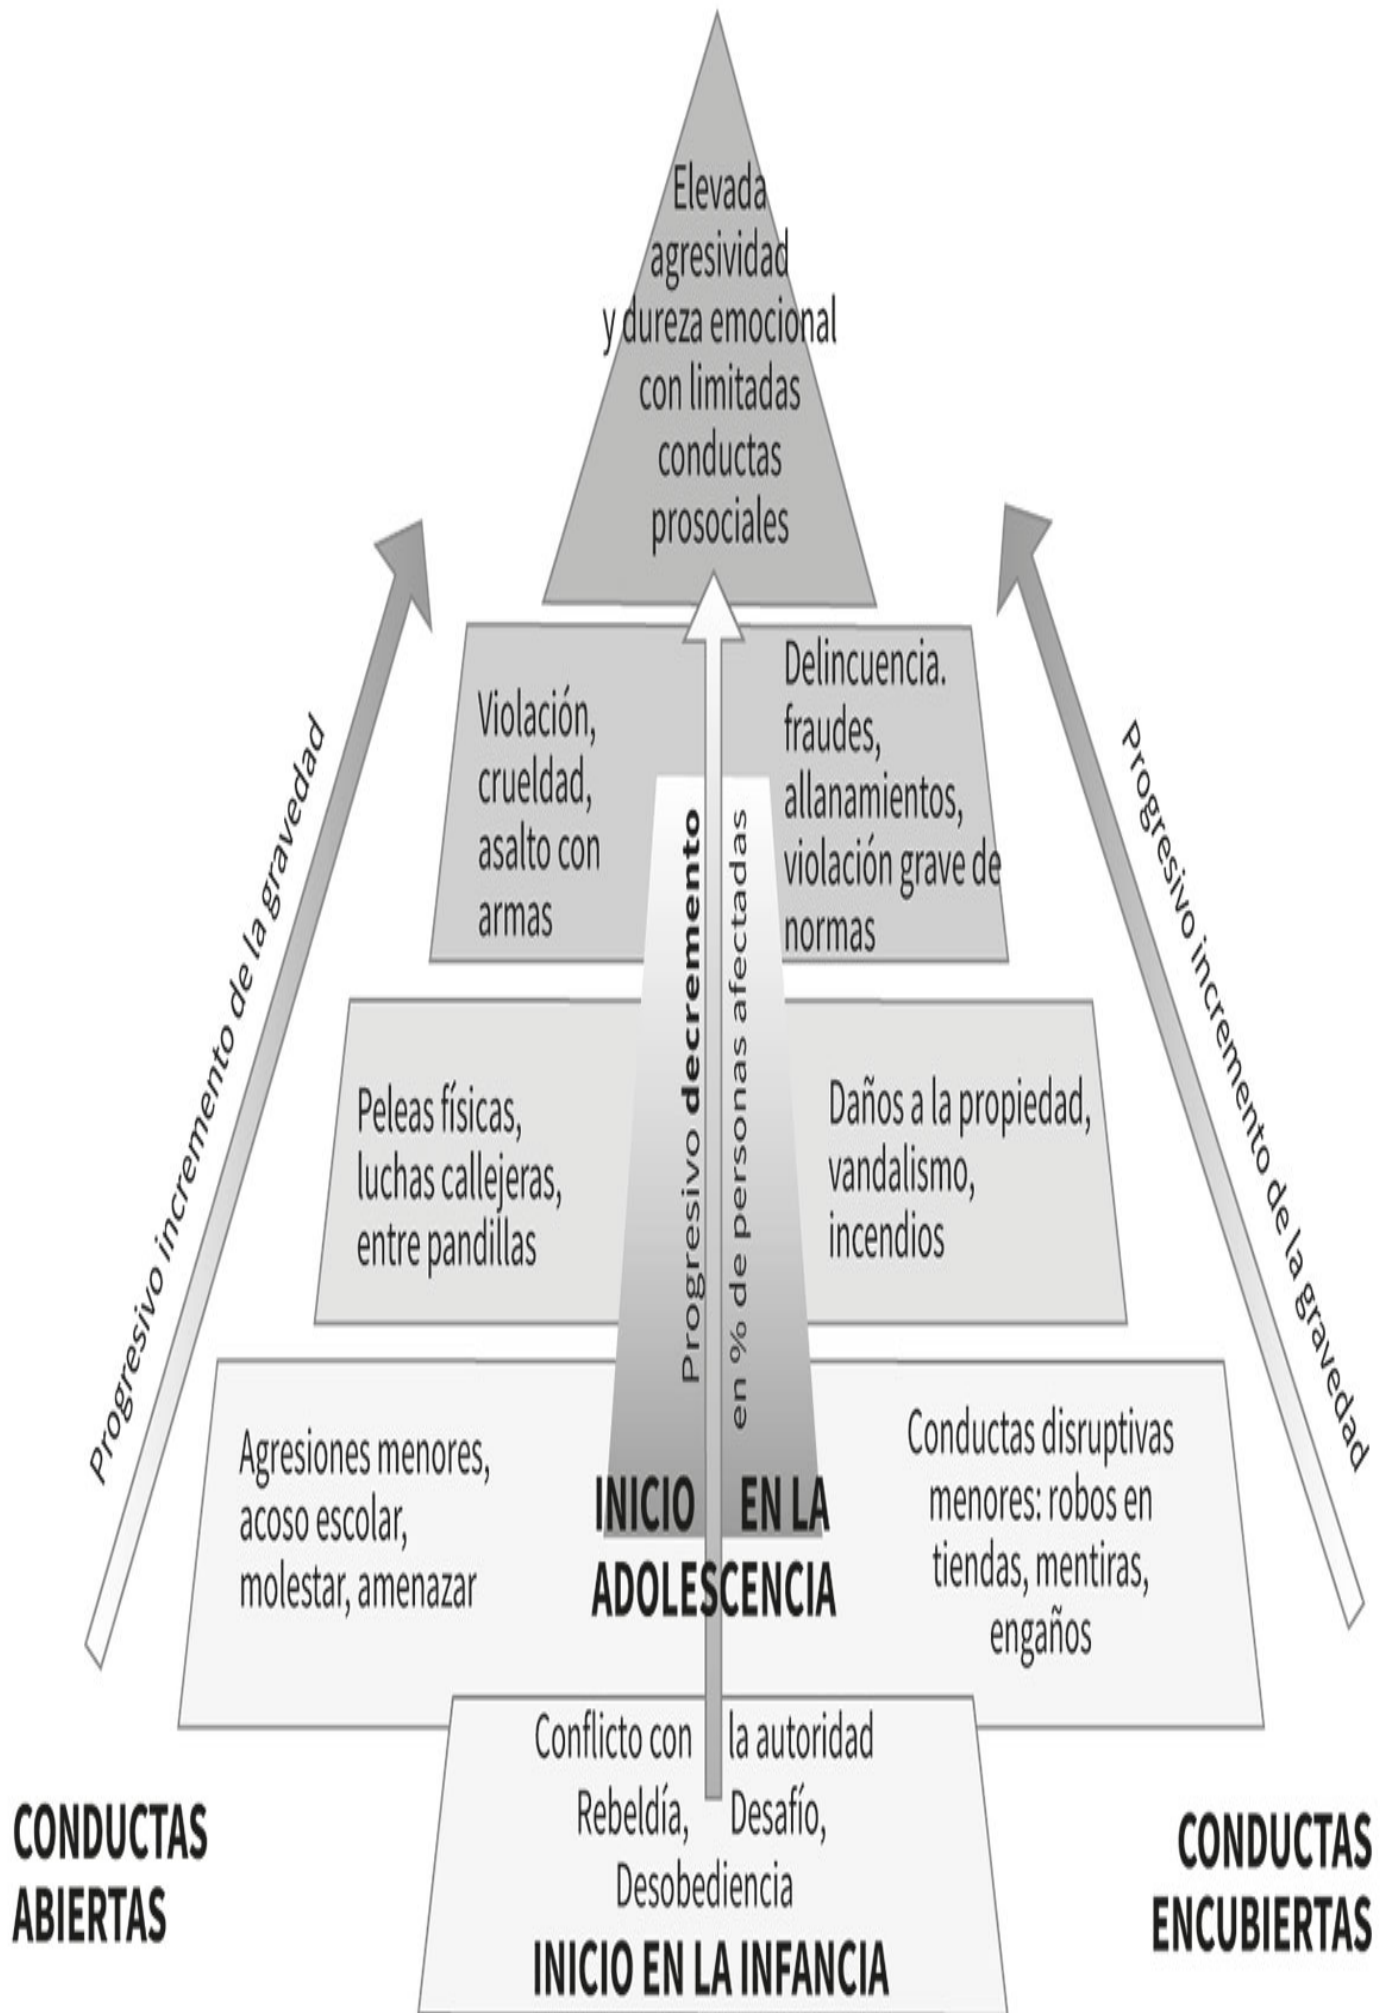 Elevada
agresividad
y dureza emocional
con limitadas
conductas
prosociales
Violación,
crueldad,
asalto con
armas
Delincuencia.
fraudes,
allanamientos,
violación grave de
normas
Progresivo incremento de la gravedad
Progresivo decremento
en % de personas afectadas
Progresivo incremento de la gravedad
Peleas físicas,
luchas callejeras,
entre pandillas
Daños a la propiedad,
vandalismo,
incendios
Agresiones menores,
acoso escolar,
molestar, amenazar
INICIO EN LA
ADOLESCENCIA
Conductas disruptivas
menores: robos en
tiendas, mentiras,
engaños
Conflicto con la autoridad
Rebeldía, Desafío,
Desobediencia
INICIO EN LA INFANCIA
CONDUCTAS
ABIERTAS
CONDUCTAS
ENCUBIERTAS